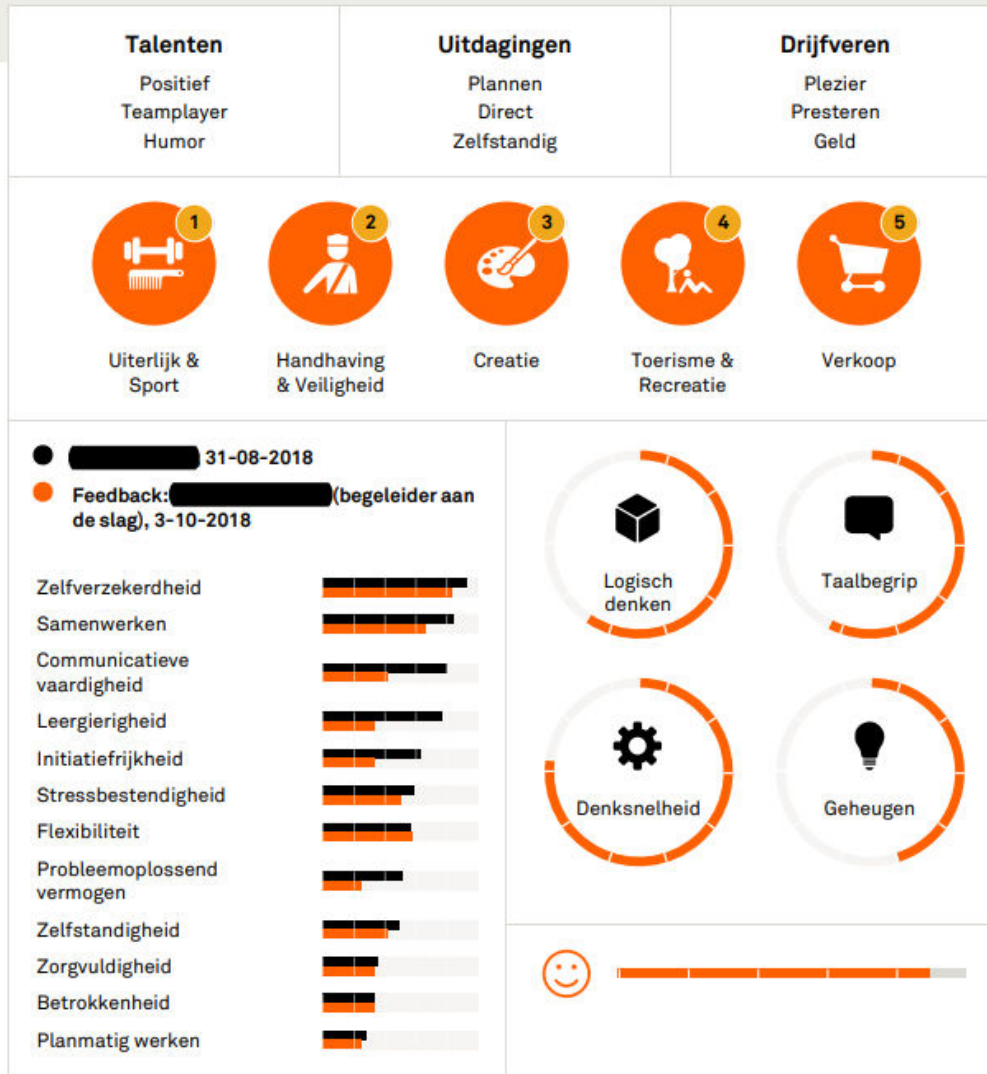 Talenten
Positief
Teamplayer
Humor
Uitdagingen
Plannen
Direct
Zelfstandig
Drijfveren
Plezier
Presteren
Geld
1
2
3
4
5
Uiterlijk &
Sport
Handhaving
& Veiligheid
Creatie
Toerisme &
Recreatie
Verkoop
31-08-2018
Feedback: (begeleider aan
de slag), 3-10-2018
Zelfverzekerdheid
Samenwerken
Communicatieve
vaardigheid
Leergierigheid
Initiatiefrijkheid
Stressbestendigheid
Flexibiliteit
Probleemoplossend
vermogen
Zelfstandigheid
Zorgvuldigheid
Betrokkenheid
Planmatig werken
Logisch
denken
Taalbegrip
Denksnelheid
Geheugen